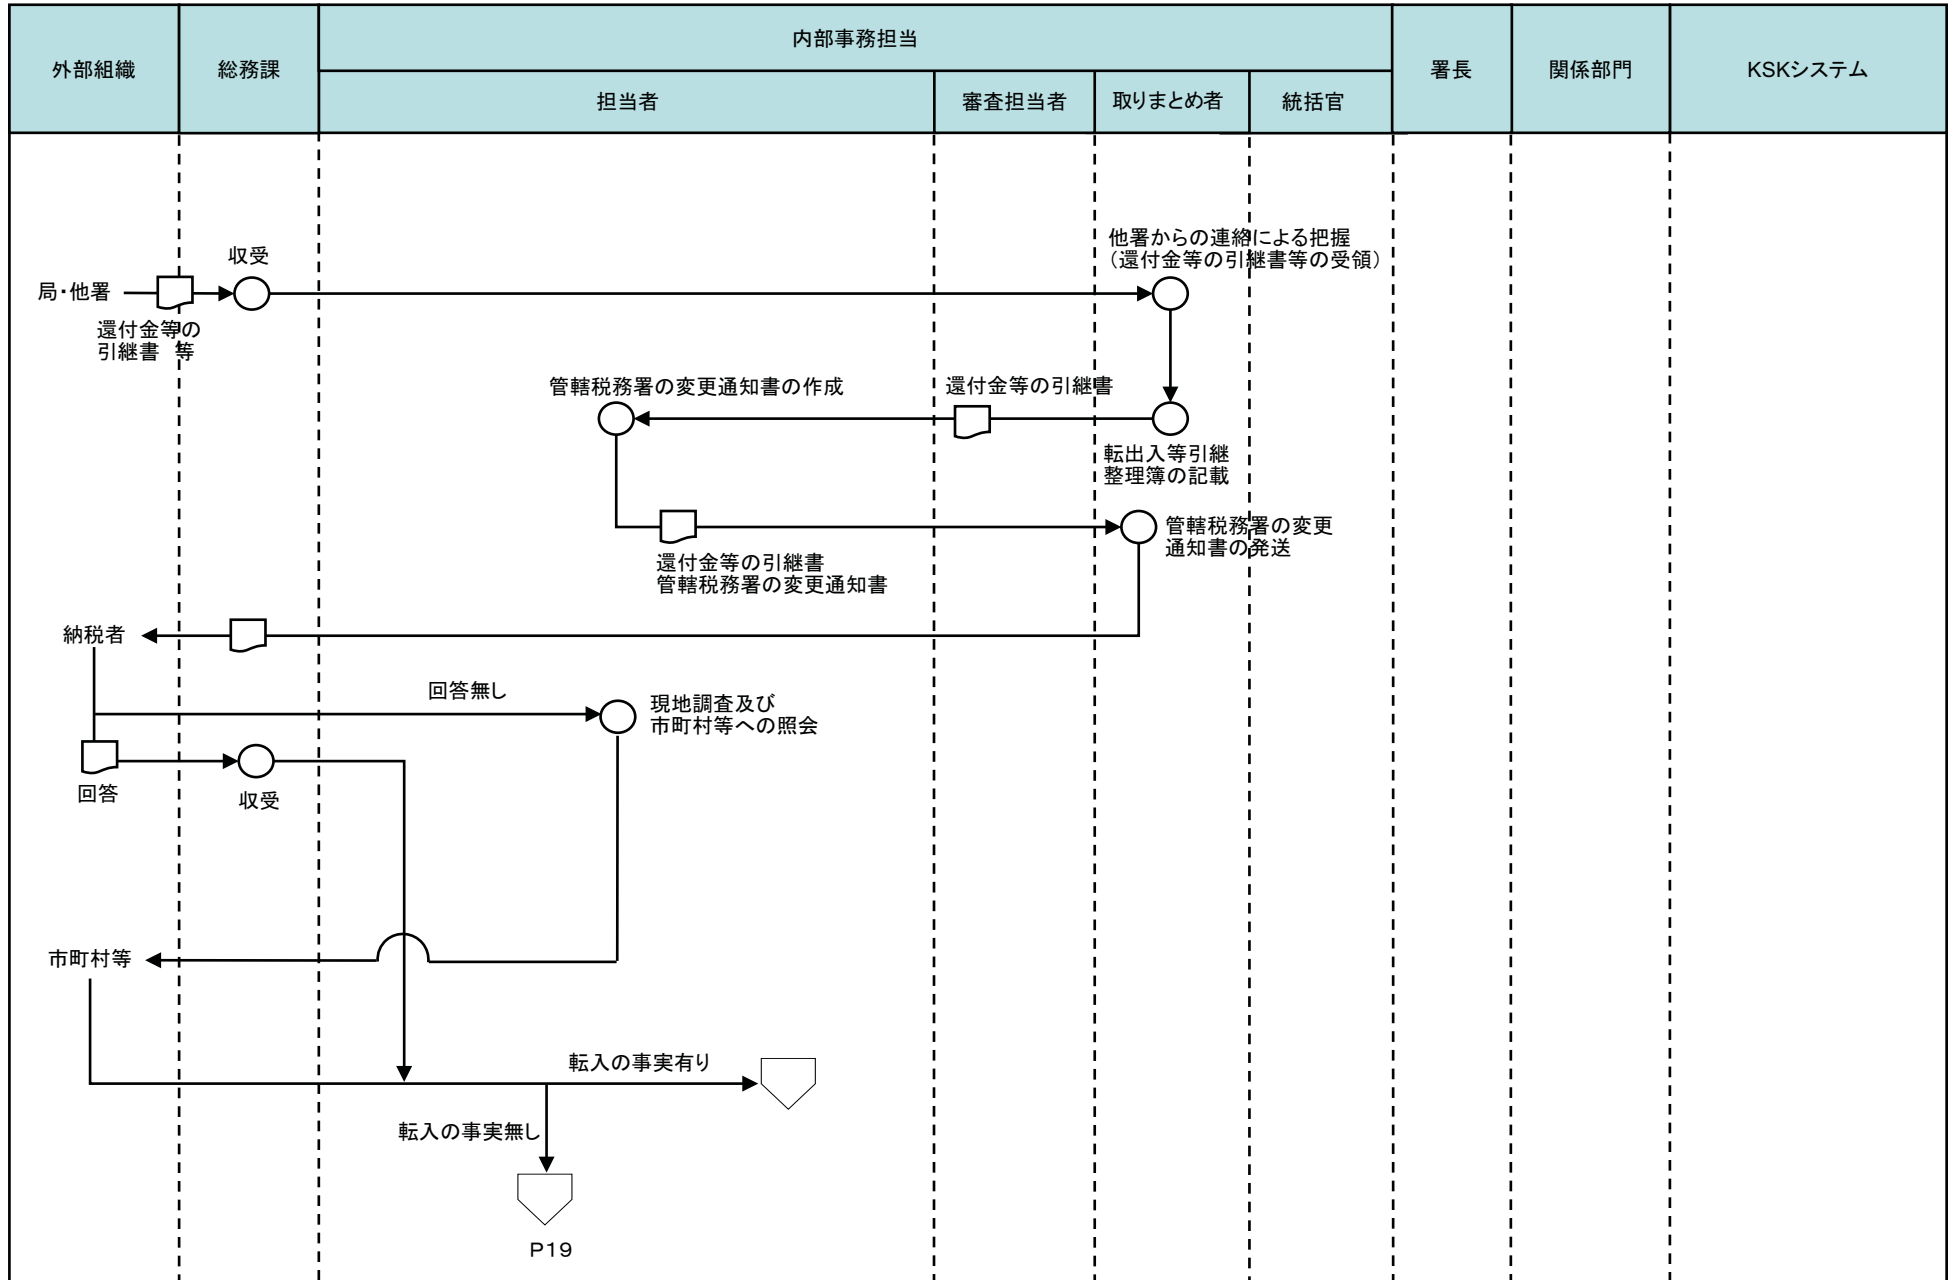 外部組織
総務課
内部事務担当
担当者
審査担当者
取りまとめ者
統括官
署長
関係部門
KSKシステム
他署からの連絡による把握
（還付金等の引継書等の受領）
収受
局・他署
還付金等の
引継書 等
管轄税務署の変更通知書の作成
還付金等の引継書
転出入等引継
整理簿の記載
管轄税務署の変更
通知書の発送
還付金等の引継書
管轄税務署の変更通知書
納税者
回答無し
現地調査及び
市町村等への照会
回答
収受
市町村等
転入の事実有り
転入の事実無し
P19